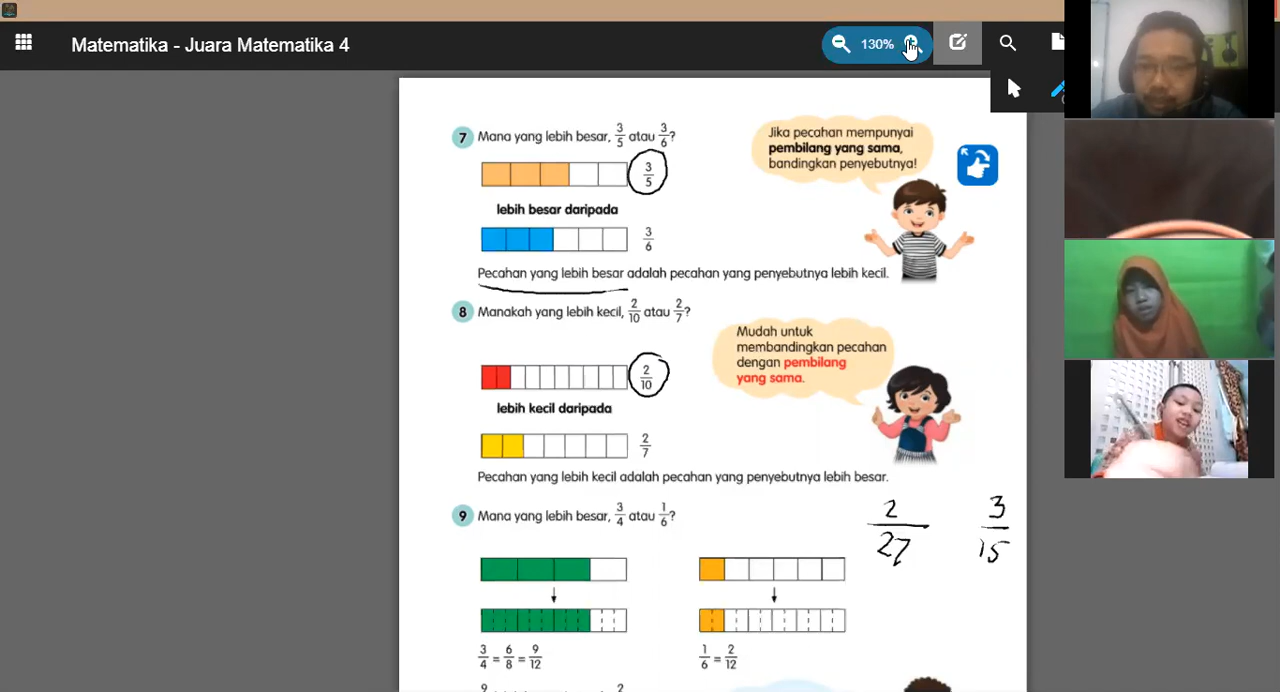 Matematika - Juara Matematika 4
130%
7 Mana yang lebih besar, 3/5 atau 3/6?
3/5
lebih besar daripada
3/6
Pecahan yang lebih besar adalah pecahan yang penyebutnya lebih kecil.
Jika pecahan mempunyai
pembilang yang sama,
bandingkan penyebutnya!
8 Manakah yang lebih kecil, 2/10 atau 2/7?
2/10
lebih kecil daripada
2/7
Pecahan yang lebih kecil adalah pecahan yang penyebutnya lebih besar.
Mudah untuk
membandingkan pecahan
dengan pembilang
yang sama.
9 Mana yang lebih besar, 3/4 atau 1/6?
2/27 3/15
3/4 = 6/8 = 9/12
1/6 = 2/12
9 2